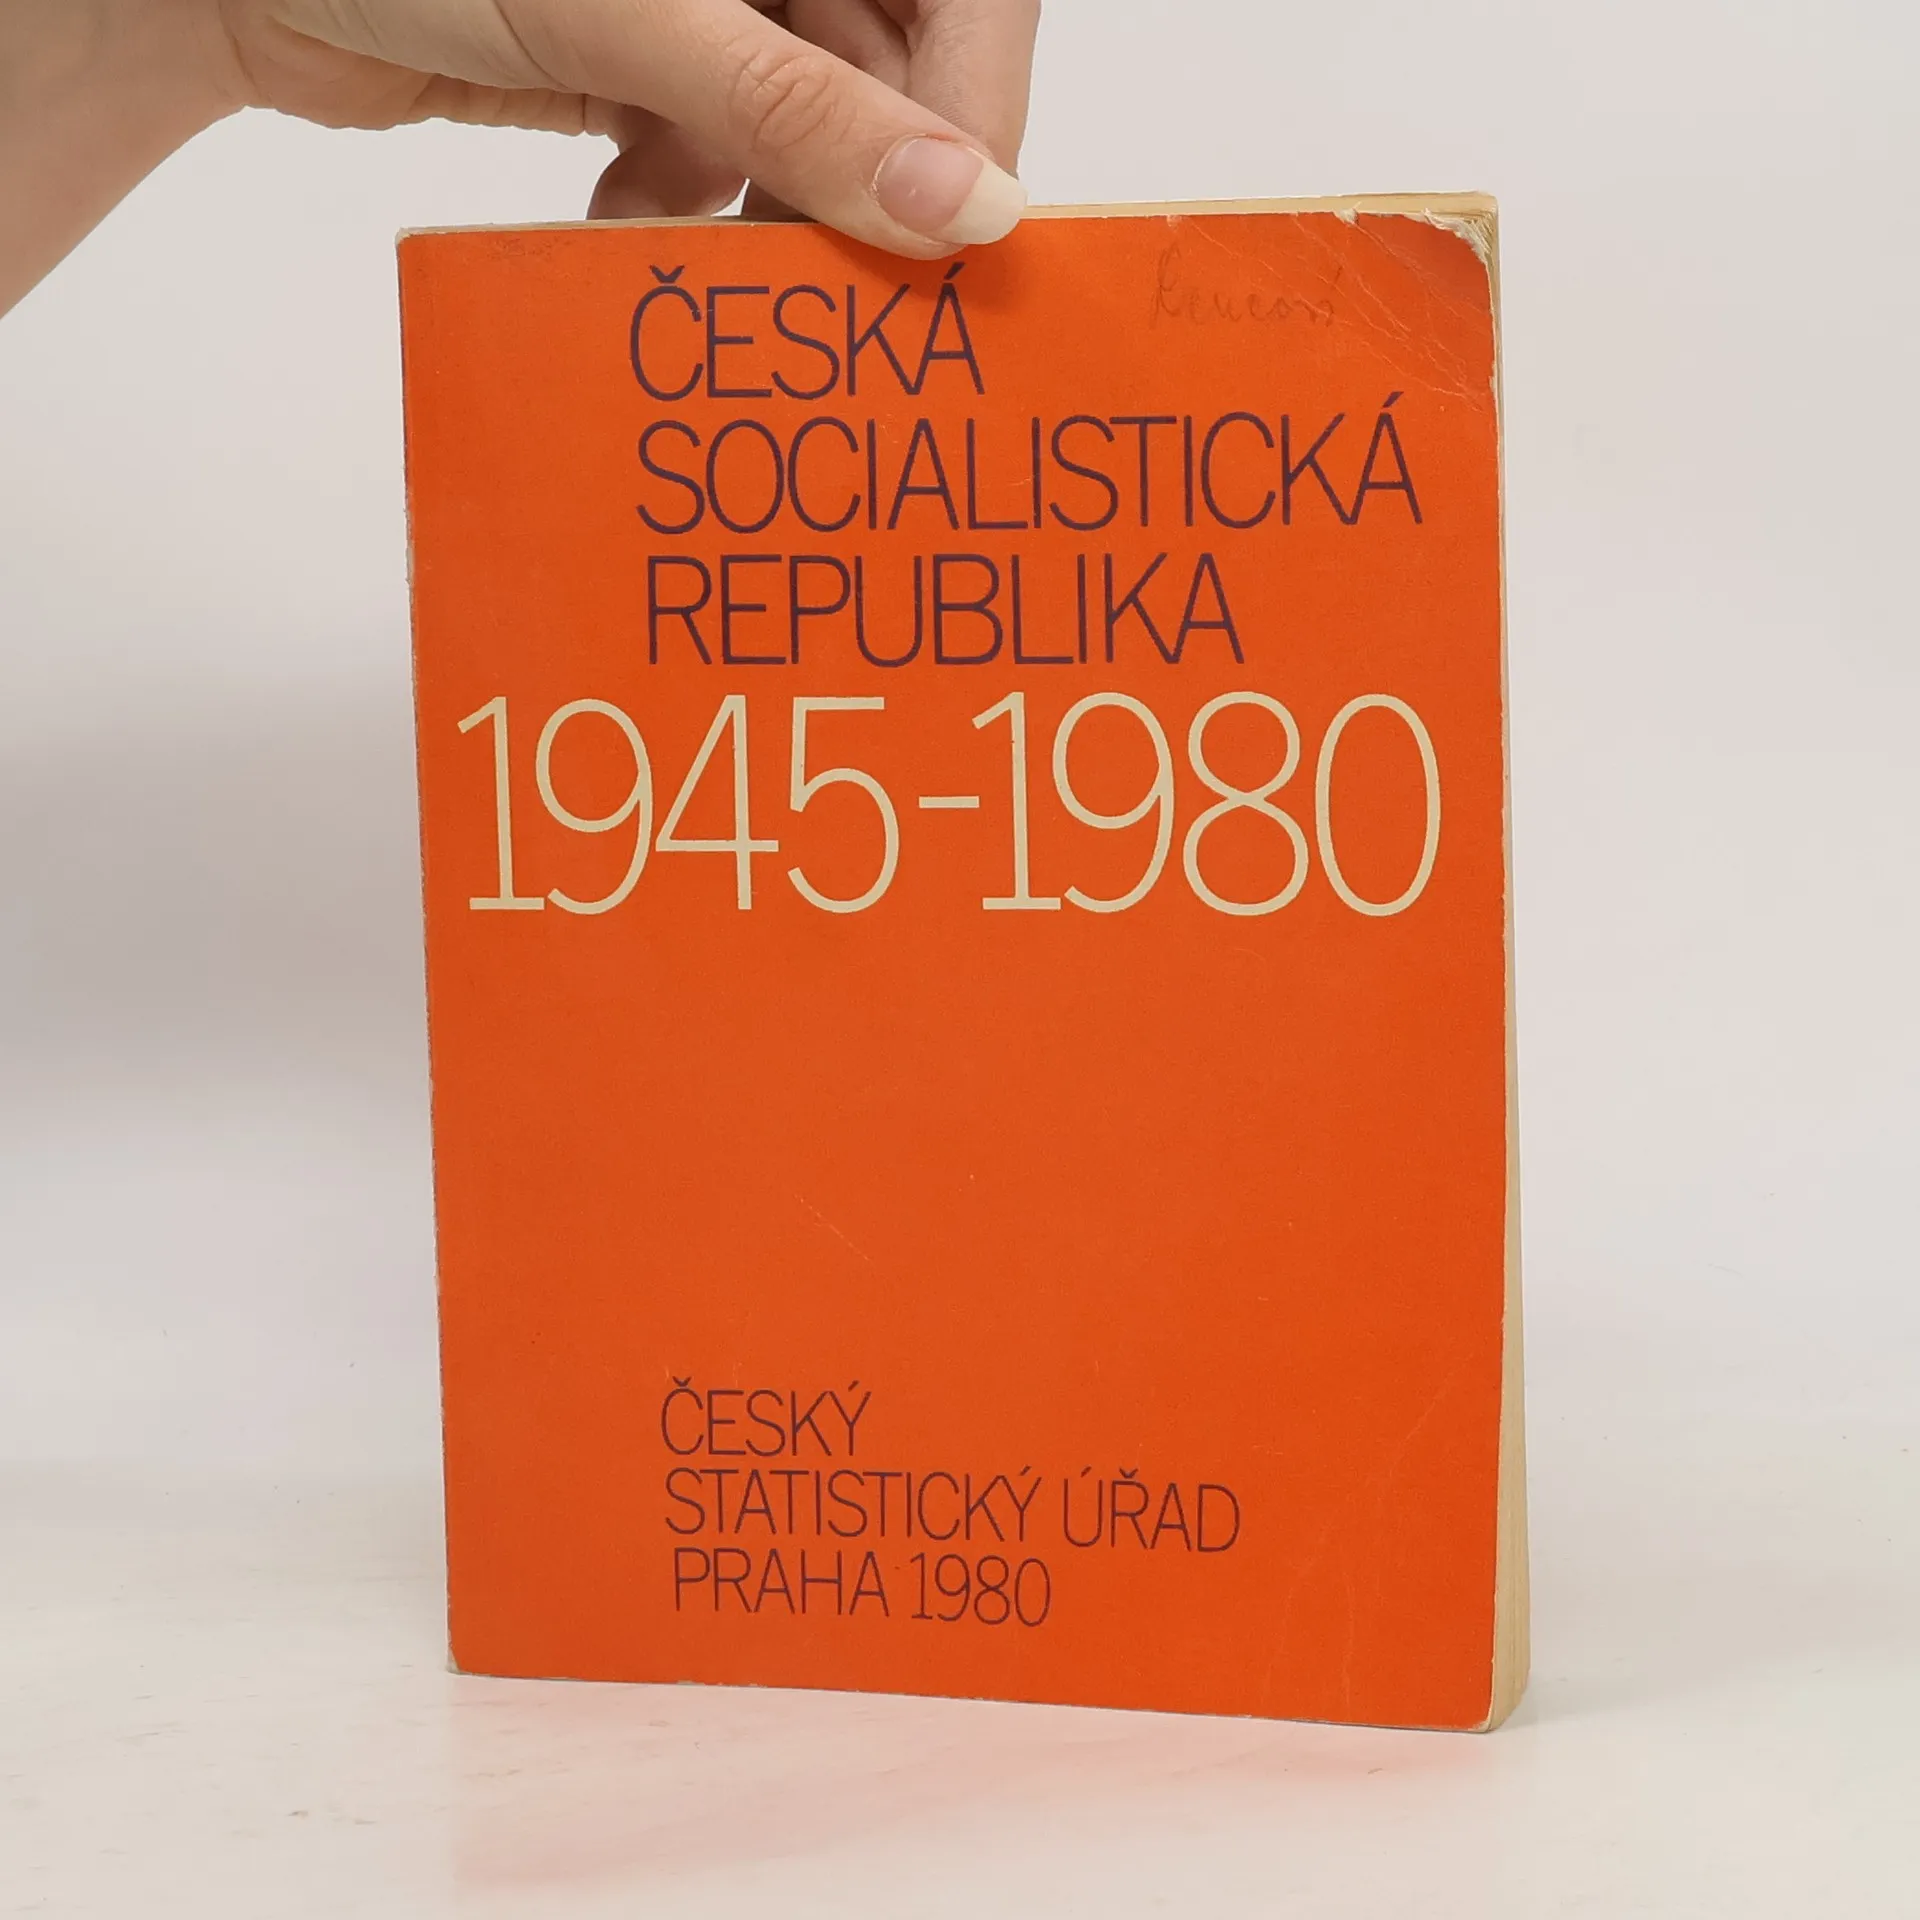 ČESKÁ
SOCIALISTICKÁ
REPUBLIKA
1945-1980
ČESKÝ
STATISTICKÝ ÚŘAD
PRAHA 1980